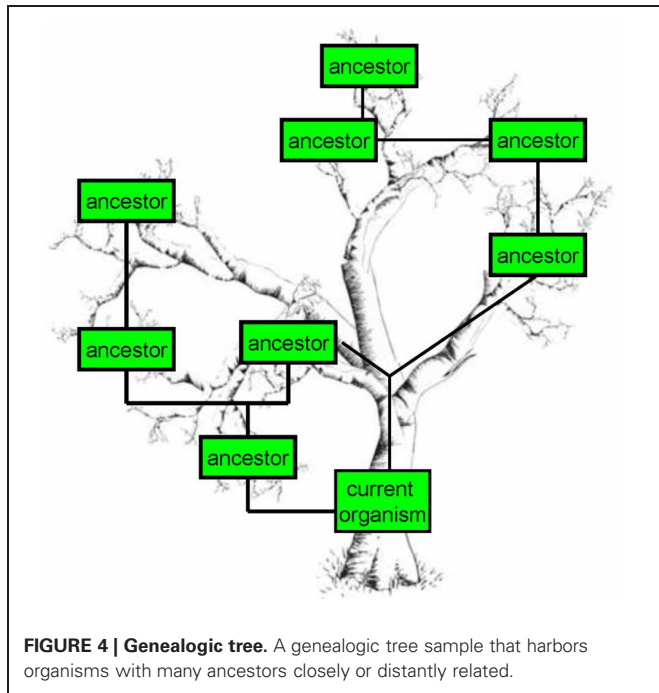 ancestor
ancestor
ancestor
ancestor
ancestor
ancestor
ancestor
ancestor
current
organism
FIGURE 4 | Genealogic tree. A genealogic tree sample that harbors
organisms with many ancestors closely or distantly related.